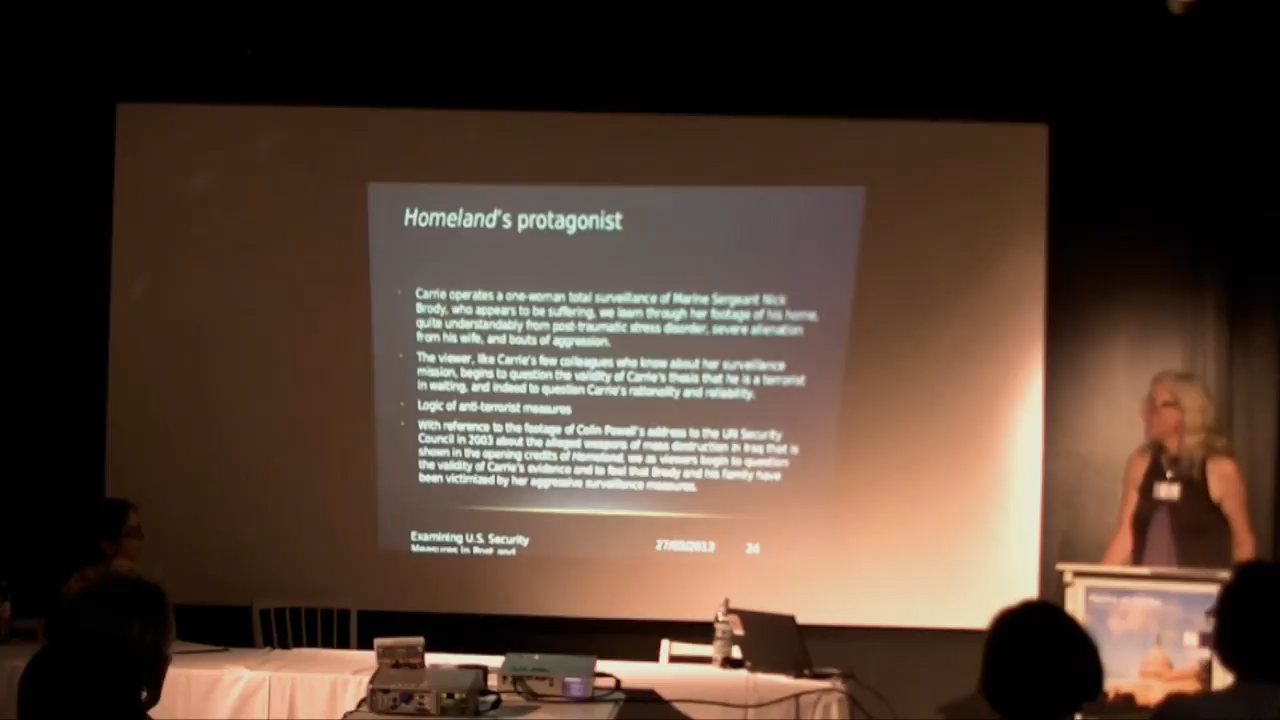 Homeland's protagonist
Carrie operates a one-woman total surveillance of Marine Sergeant Nick
Brody, who appears to be suffering, we learn through her footage of his home,
quite understandably from post-traumatic stress disorder, severe alienation
from his wife, and bouts of aggression.
The viewer, like Carrie's few colleagues who know about her surveillance
mission, begins to question the validity of Carrie's thesis that he is a terrorist
in waiting, and indeed to question Carrie's rationality and reliability.
Logic of anti-terrorist measures
With reference to the footage of Colin Powell's address to the UN Security
Council in 2003 about the alleged weapons of mass destruction in Iraq that is
shown in the opening credits of Homeland, we as viewers begin to question
the validity of Carrie's evidence and to feel that Brody and his family have
been victimized by her aggressive surveillance measures.
Examining U.S. Security
Measures in